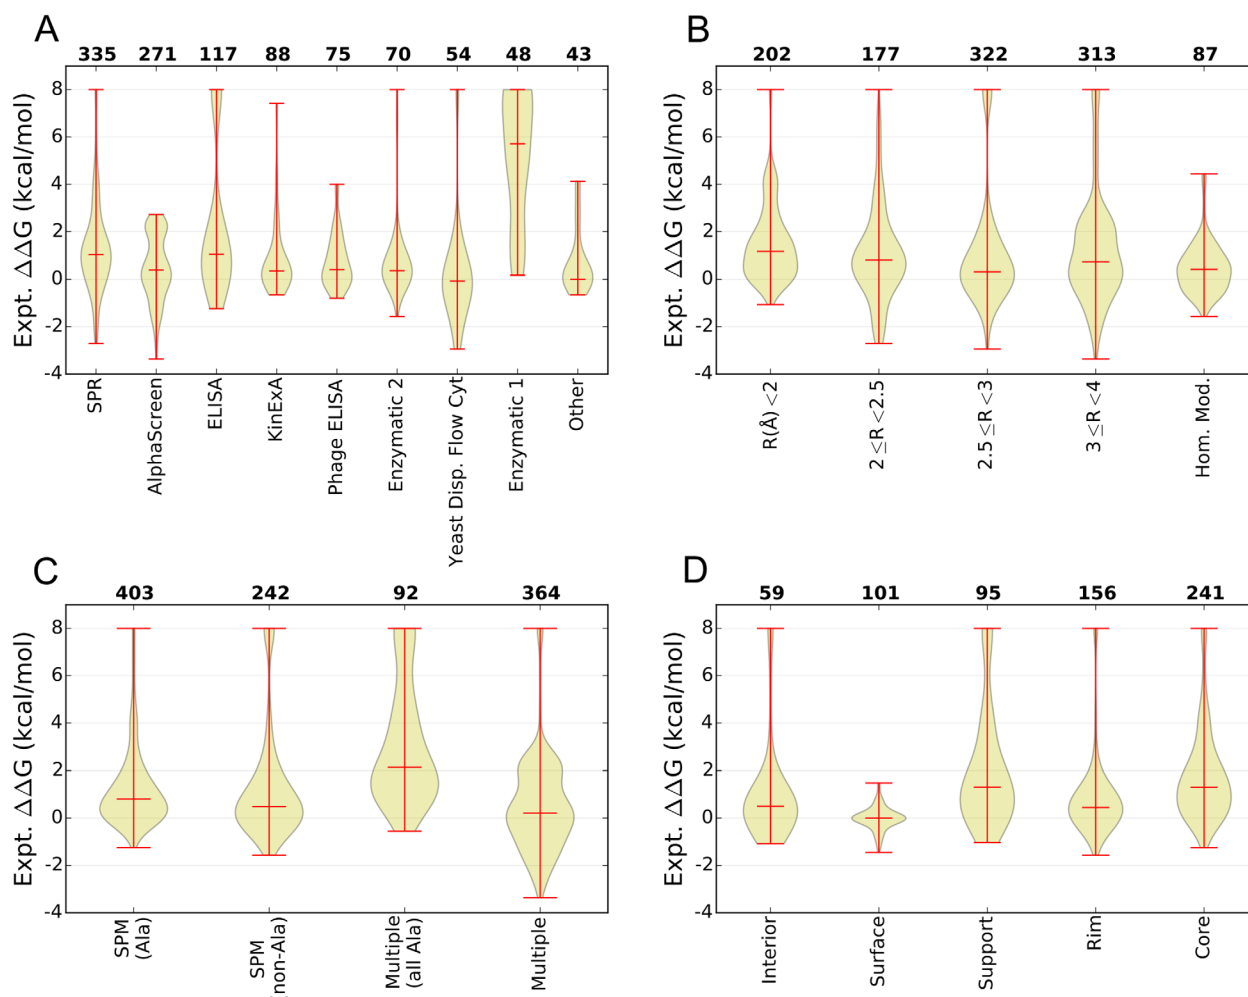 A
335 271 117 88 75 70 54 48 43
Expt. ΔΔG (kcal/mol)
8
6
4
2
0
-2
-4
SPR
AlphaScreen
ELISA
KinExA
Phage ELISA
Enzymatic 2
Yeast Disp. Flow Cyt
Enzymatic 1
Other
B
202 177 322 313 87
Expt. ΔΔG (kcal/mol)
8
6
4
2
0
-2
-4
R(Å) <2
2 ≤R <2.5
2.5 ≤R <3
3 ≤R <4
Hom. Mod.
C
403 242 92 364
Expt. ΔΔG (kcal/mol)
8
6
4
2
0
-2
-4
SPM
(Ala)
SPM
(non-Ala)
Multiple
(all Ala)
Multiple
D
59 101 95 156 241
Expt. ΔΔG (kcal/mol)
8
6
4
2
0
-2
-4
Interior
Surface
Support
Rim
Core